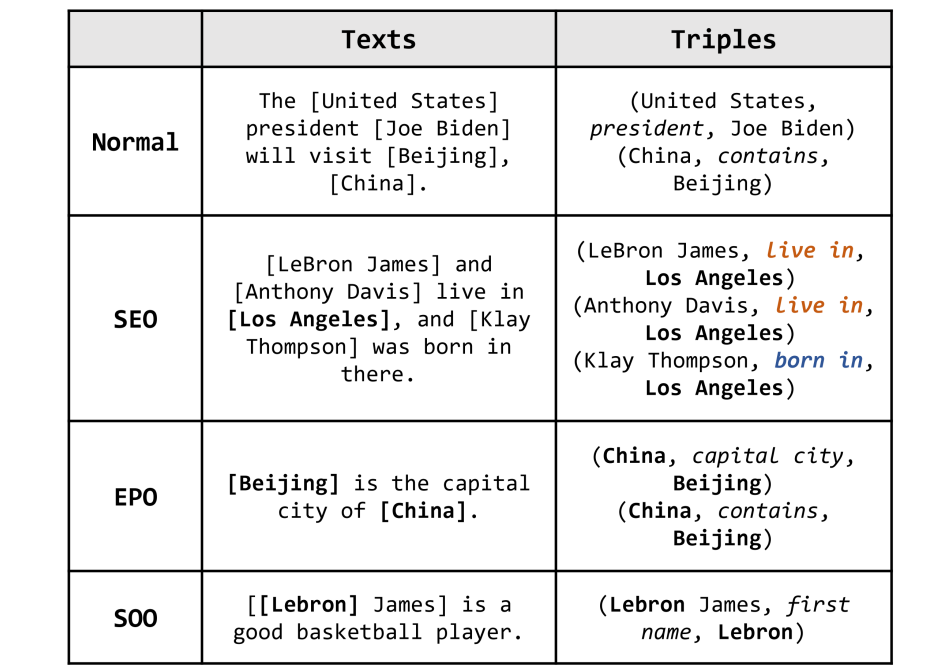 Texts
Triples
Normal
The [United States]
president [Joe Biden]
will visit [Beijing],
[China].
(United States,
president, Joe Biden)
(China, contains,
Beijing)
SEO
[LeBron James] and
[Anthony Davis] live in
[Los Angeles], and [Klay
Thompson] was born in
there.
(LeBron James, live in,
Los Angeles)
(Anthony Davis, live in,
Los Angeles)
(Klay Thompson, born in,
Los Angeles)
EPO
[Beijing] is the capital
city of [China].
(China, capital city,
Beijing)
(China, contains,
Beijing)
SOO
[[Lebron] James] is a
good basketball player.
(Lebron James, first
name, Lebron)